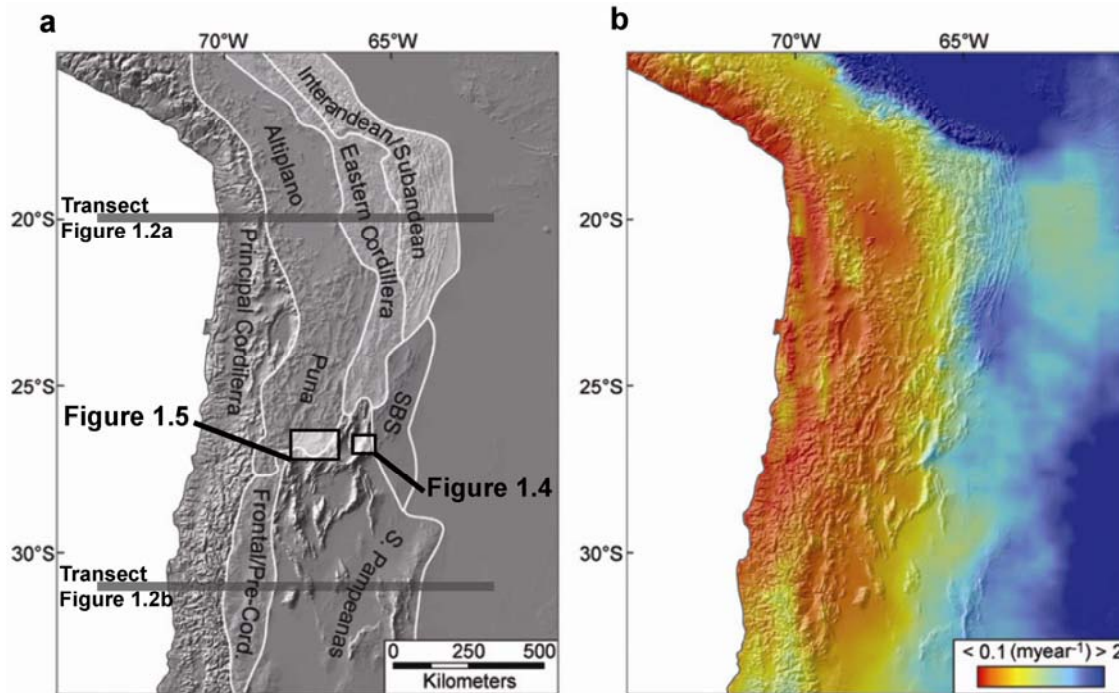 a
70°W
65°W
Interandean/Subandean
Altiplano
Eastern Cordillera
Transect
20°S
Figure 1.2a
Principal Cordilerra
Puna
25°S
SBS
Figure 1.5
Figure 1.4
Frontal/Pre-Cord.
S. Pampeanas
30°S
Transect
Figure 1.2b
0 250 500
Kilometers
b
70°W
65°W
20°S
25°S
30°S
< 0.1 (myear⁻¹) > 2